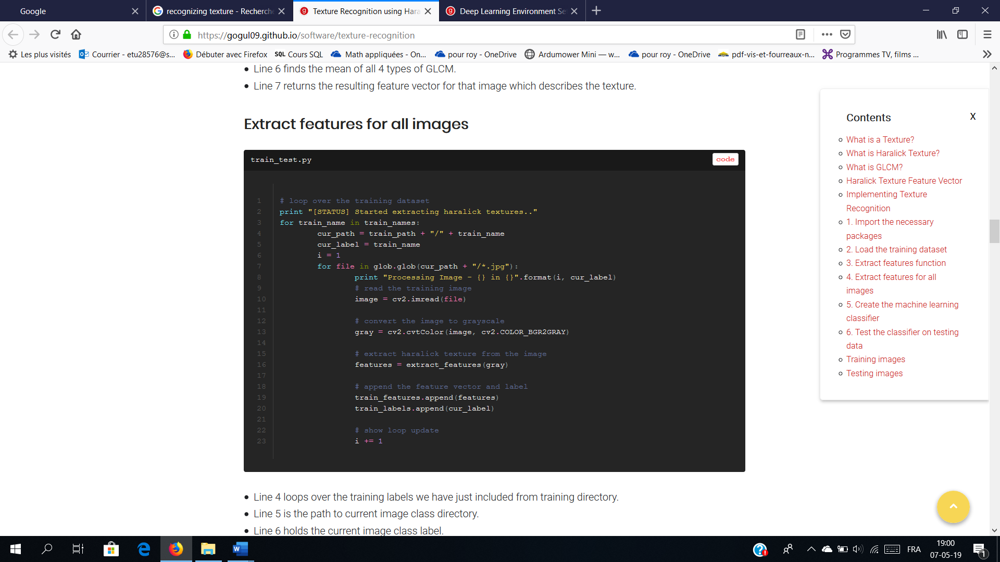 Google
recognizing texture - Recherche
Texture Recognition using Hara
Deep Learning Environment Se
https://gogul09.github.io/software/texture-recognition
Les plus visités
Courrier - etu28576@s...
Débuter avec Firefox
SQL Cours SQL
Math appliquées - On...
pour roy - OneDrive
Ardumower Mini — w...
pour roy - OneDrive
pdf-vis-et-fourreaux-n...
Programmes TV, films ...
Line 6 finds the mean of all 4 types of GLCM.
Line 7 returns the resulting feature vector for that image which describes the texture.
Extract features for all images
train_test.py
code
1 # loop over the training dataset
2 print "[STATUS] Started extracting haralick textures.."
3 for train_name in train_names:
4 cur_path = train_path + "/" + train_name
5 cur_label = train_name
6 i = 1
7 for file in glob.glob(cur_path + "/*.jpg"):
8 print "Processing Image - {} in {}".format(i, cur_label)
9 # read the training image
10 image = cv2.imread(file)
11
12 # convert the image to grayscale
13 gray = cv2.cvtColor(image, cv2.COLOR_BGR2GRAY)
14
15 # extract haralick texture from the image
16 features = extract_features(gray)
17
18 # append the feature vector and label
19 train_features.append(features)
20 train_labels.append(cur_label)
21
22 # show loop update
23 i += 1
Line 4 loops over the training labels we have just included from training directory.
Line 5 is the path to current image class directory.
Line 6 holds the current image class label.
Contents
X
What is a Texture?
What is Haralick Texture?
What is GLCM?
Haralick Texture Feature Vector
Implementing Texture
Recognition
1. Import the necessary
packages
2. Load the training dataset
3. Extract features function
4. Extract features for all
images
5. Create the machine learning
classifier
6. Test the classifier on testing
data
Training images
Testing images
FRA
19:00
07-05-19
1